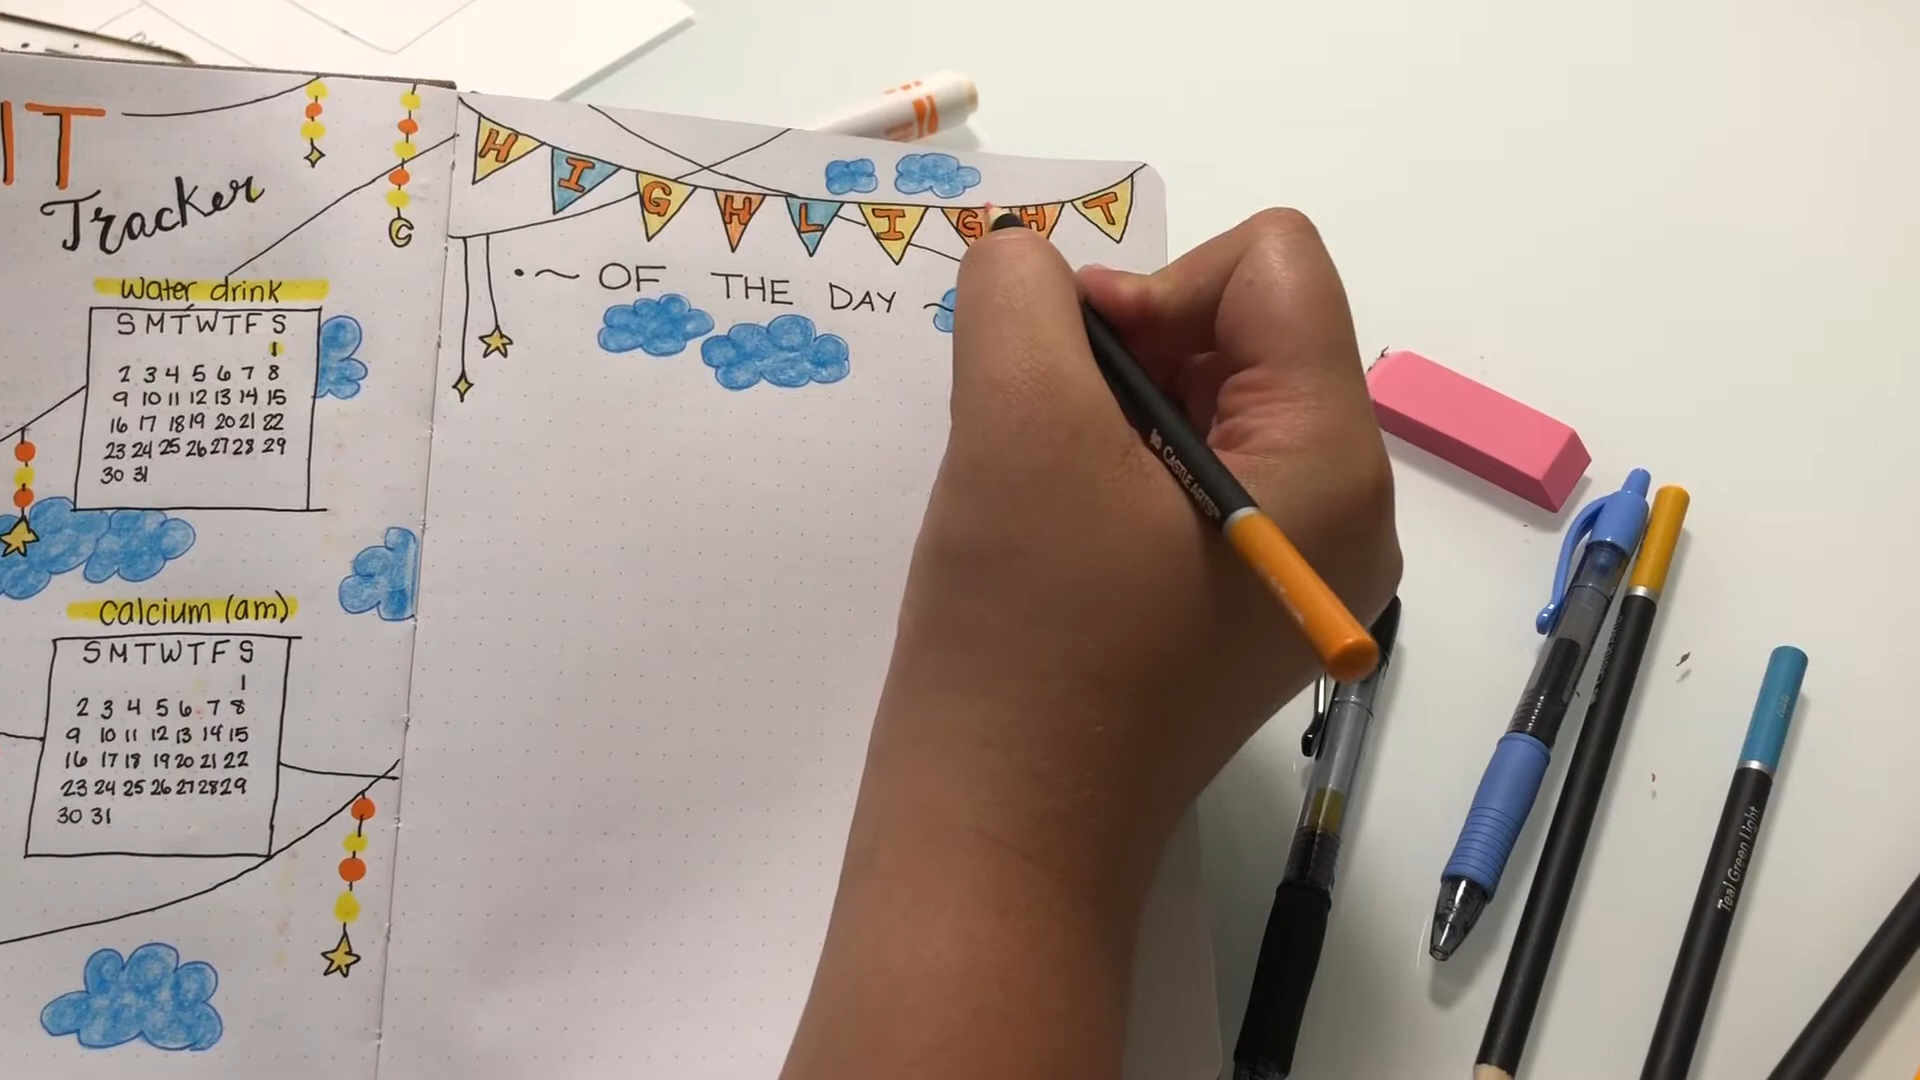 IT
Tracker
Water drink
S M T W T F S
1
2 3 4 5 6 7 8
9 10 11 12 13 14 15
16 17 18 19 20 21 22
23 24 25 26 27 28 29
30 31
Calcium (am)
S M T W T F S
1
2 3 4 5 6 7 8
9 10 11 12 13 14 15
16 17 18 19 20 21 22
23 24 25 26 27 28 29
30 31
HIGHLIGHT
•~ OF THE DAY ~
CASTLE ARTS
Teal Green Light